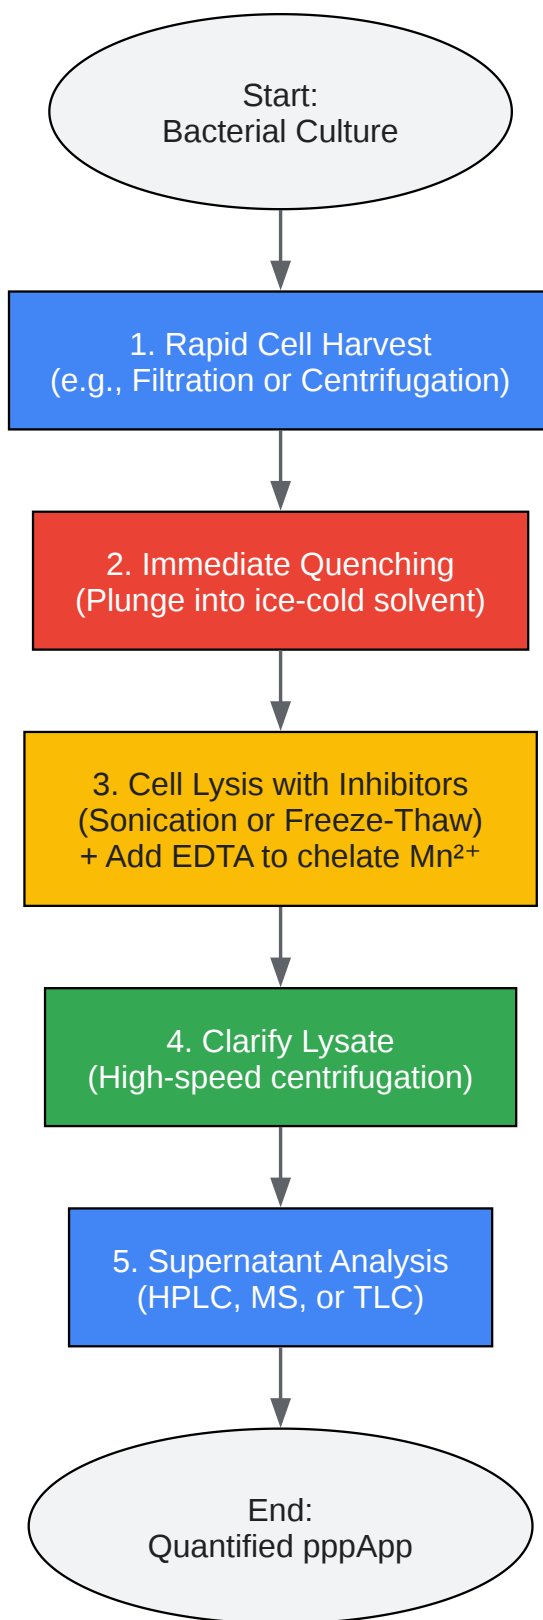 Start:
Bacterial Culture
1. Rapid Cell Harvest
(e.g., Filtration or Centrifugation)
2. Immediate Quenching
(Plunge into ice-cold solvent)
3. Cell Lysis with Inhibitors
(Sonication or Freeze-Thaw)
+ Add EDTA to chelate Mn²⁺
4. Clarify Lysate
(High-speed centrifugation)
5. Supernatant Analysis
(HPLC, MS, or TLC)
End:
Quantified pppApp